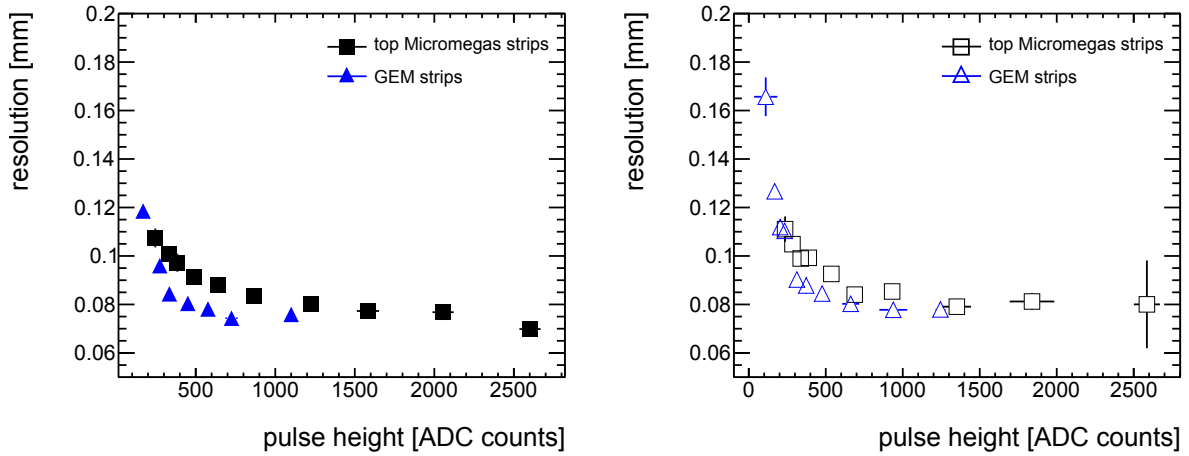 resolution [mm]
0.2
0.18
0.16
0.14
0.12
0.1
0.08
0.06
top Micromegas strips
GEM strips
500 1000 1500 2000 2500
pulse height [ADC counts]
resolution [mm]
0.2
0.18
0.16
0.14
0.12
0.1
0.08
0.06
top Micromegas strips
GEM strips
0 500 1000 1500 2000 2500
pulse height [ADC counts]